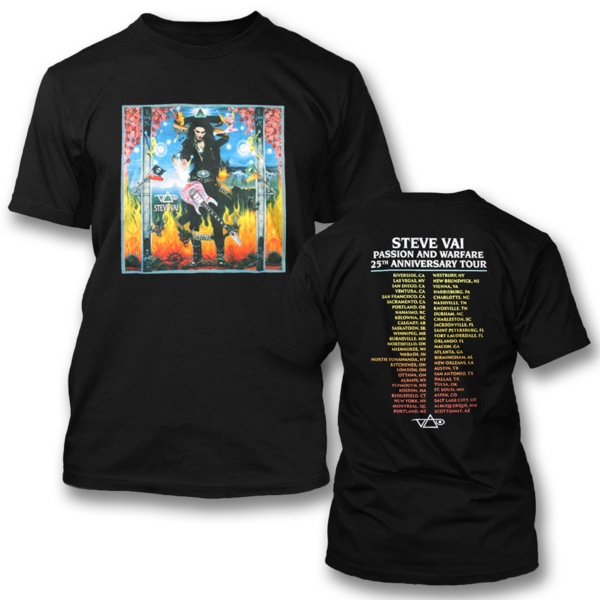 STEVE VAI
STEVE VAI
PASSION AND WARFARE
25TH ANNIVERSARY TOUR
RIVERSIDE, CA
LAS VEGAS, NV
SAN DIEGO, CA
VENTURA, CA
SAN FRANCISCO, CA
SACRAMENTO, CA
PORTLAND, OR
NANAIMO, BC
KELOWNA, BC
CALGARY, AB
SASKATOON, SK
WINNIPEG, MB
BURNSVILLE, MN
NORTHFIELD, OH
MILWAUKEE, WI
WABASH, IN
NORTH TONAWANDA, NY
KITCHENER, ON
LONDON, ON
OTTAWA, ON
ALBANY, NY
PLYMOUTH, NH
BOSTON, MA
RIDGEFIELD, CT
NEW YORK, NY
MONTREAL, QC
PORTLAND, ME
WESTBURY, NY
NEW BRUNSWICK, NJ
VIENNA, VA
HARRISBURG, PA
CHARLOTTE, NC
NASHVILLE, TN
KNOXVILLE, TN
DURHAM, NC
CHARLESTON, SC
JACKSONVILLE, FL
SAINT PETERSBURG, FL
FORT LAUDERDALE, FL
ORLANDO, FL
MACON, GA
ATLANTA, GA
BIRMINGHAM, AL
NEW ORLEANS, LA
AUSTIN, TX
SAN ANTONIO, TX
DALLAS, TX
TULSA, OK
ST. LOUIS, MO
ASPEN, CO
SALT LAKE CITY, UT
ALBUQUERQUE, NM
SCOTTSDALE, AZ
VAI